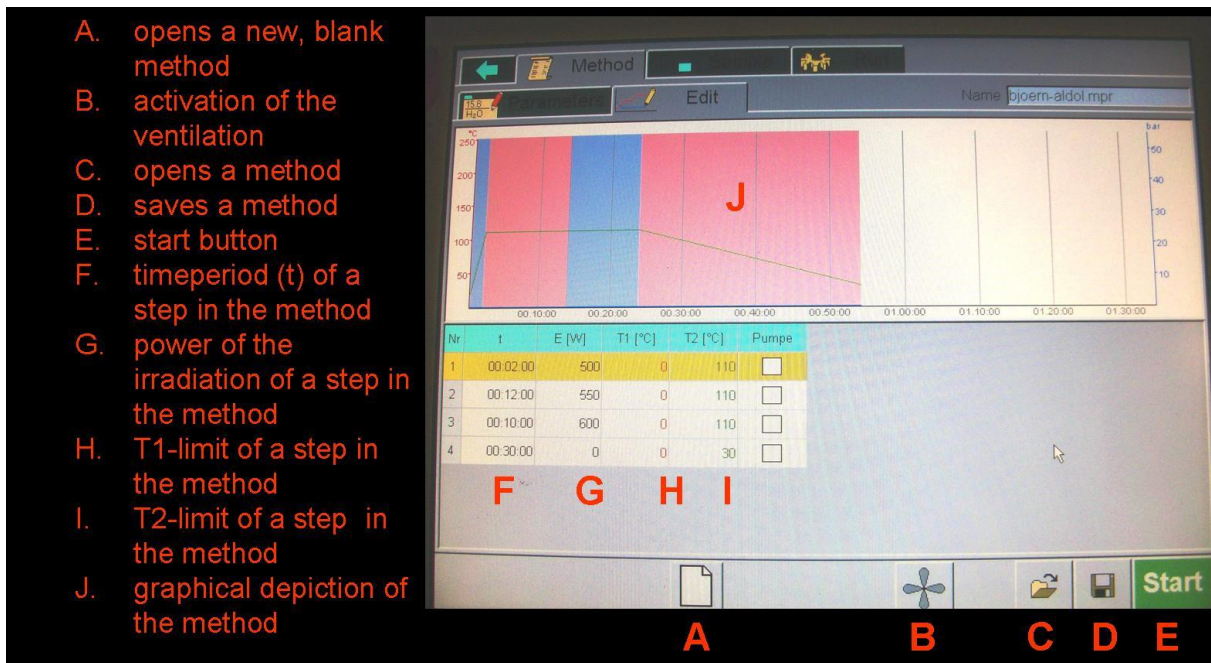 A. opens a new, blank
method
B. activation of the
ventilation
C. opens a method
D. saves a method
E. start button
F. timeperiod (t) of a
step in the method
G. power of the
irradiation of a step in
the method
H. T1-limit of a step in
the method
I. T2-limit of a step in
the method
J. graphical depiction of
the method
Method
15.8
H₂O
Parameters Edit Name bjoern-aldol.mpr
°C bar
250 50
200 40
150 30
100 20
50 10
J
00:10:00 00:20:00 00:30:00 00:40:00 00:50:00 01:00:00 01:10:00 01:20:00 01:30:00
Nr t E [W] T1 [°C] T2 [°C] Pumpe
1 00:02:00 500 0 110
2 00:12:00 550 0 110
3 00:10:00 600 0 110
4 00:30:00 0 0 30
F G H I
Start
A B C D E